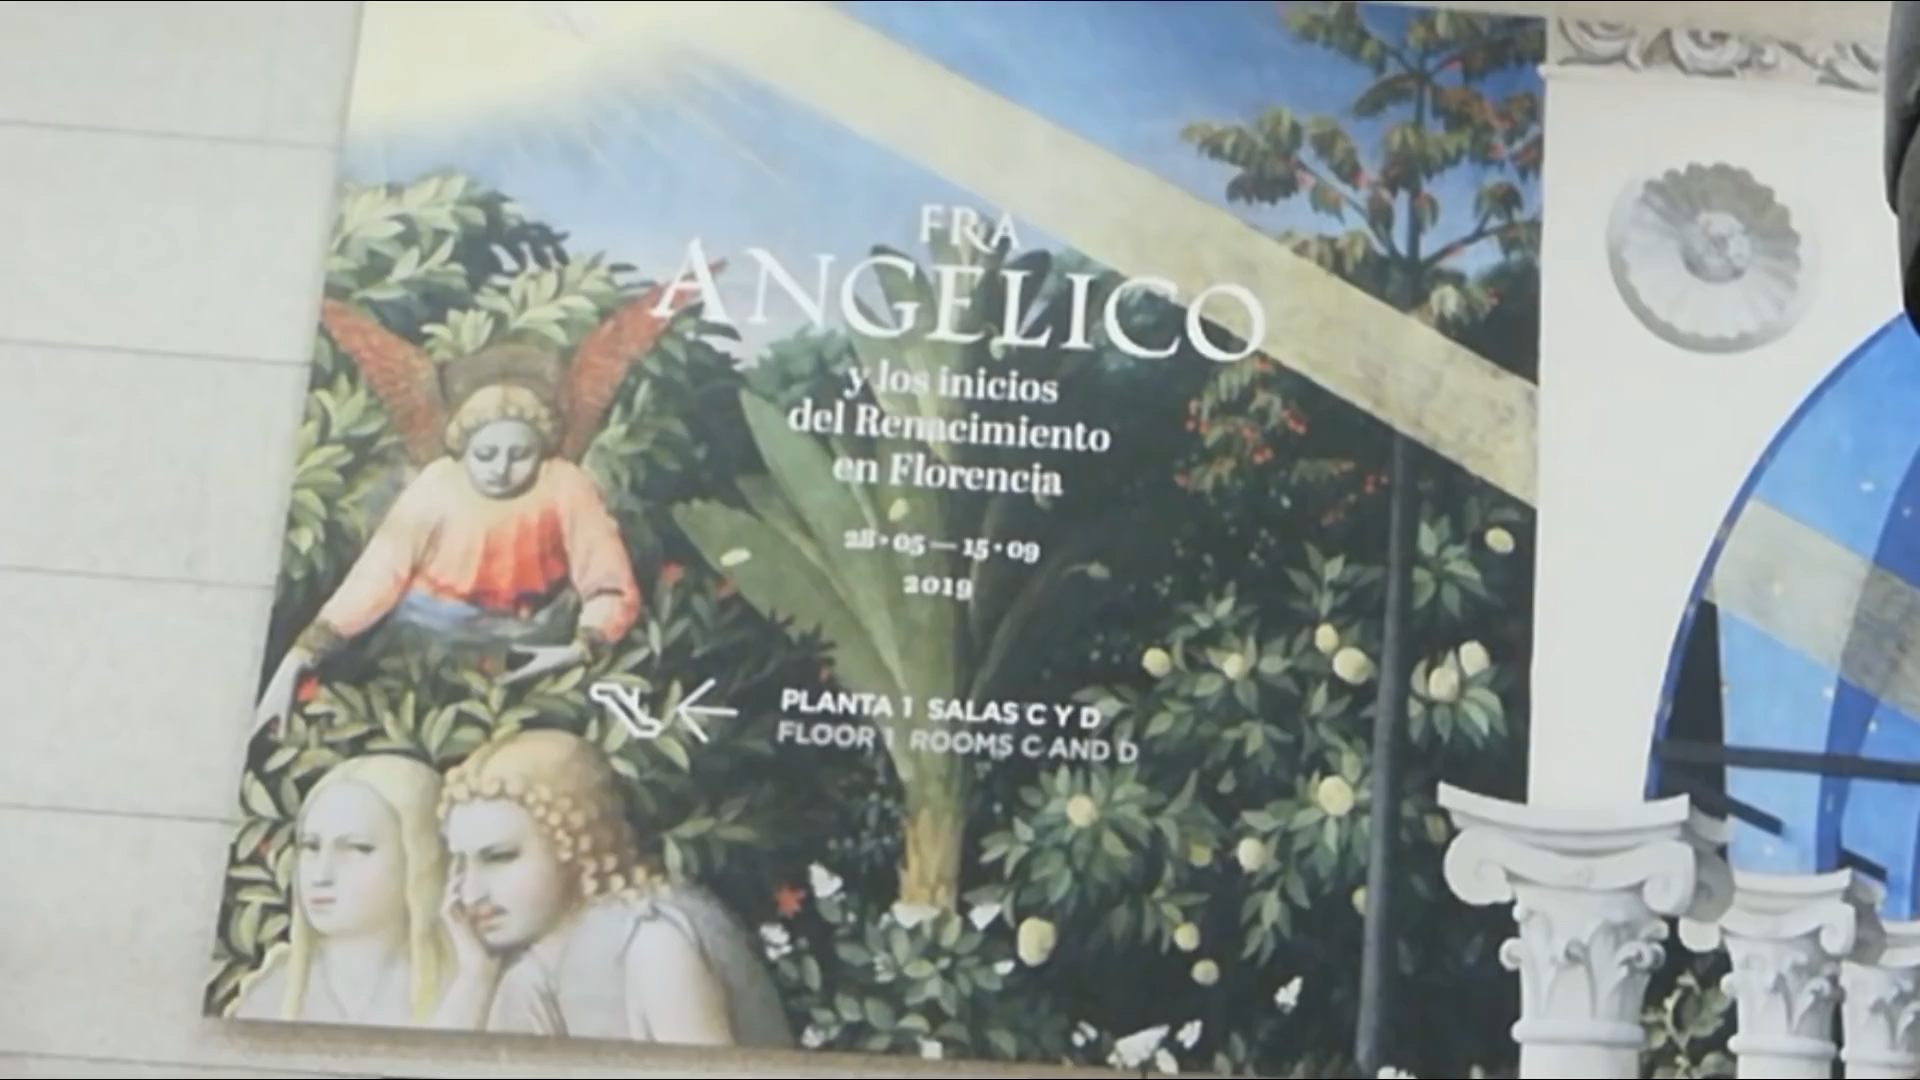 FRA
ANGELICO
y los inicios
del Renacimiento
en Florencia
28·05—15·09
2019
PLANTA 1 SALAS C Y D
FLOOR 1 ROOMS C AND D